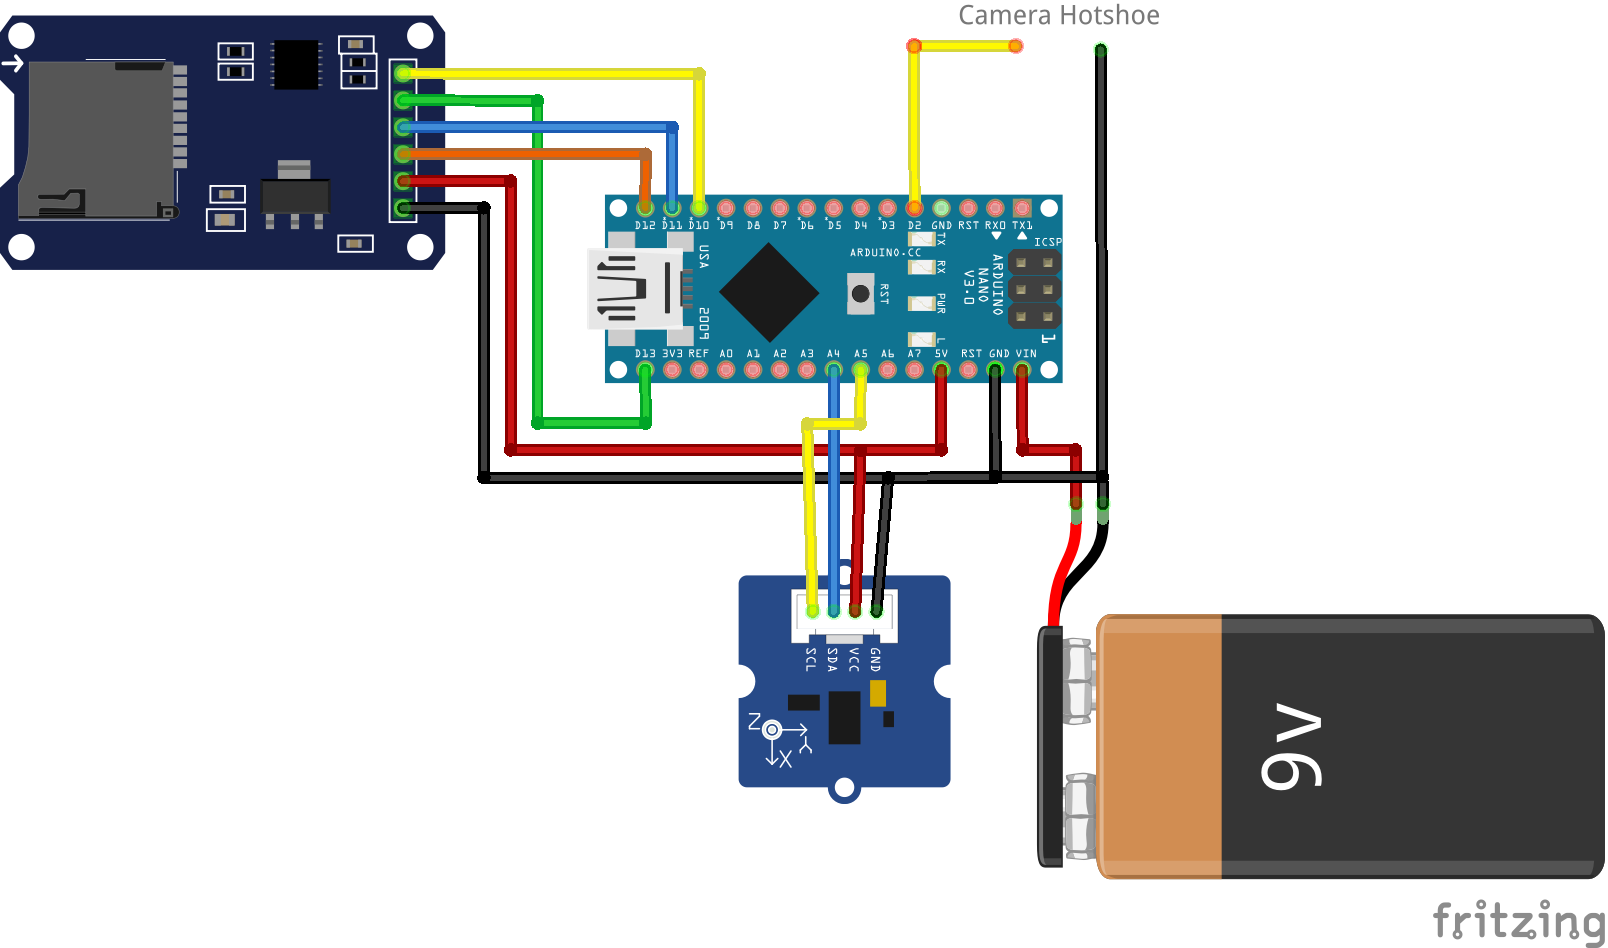 Camera Hotshoe
D12 D11 D10 D9 D8 D7 D6 D5 D4 D3 D2 GND RST RX0 TX1
ICSP
USA
ARDUINO.CC
TX
RX
PWR
L
RST
ARDUINO
NANO
V3.0
1
D13 3V3 REF A0 A1 A2 A3 A4 A5 A6 A7 5V RST GND VIN
SCL SDA VCC GND
Z
Y
X
9v
fritzing